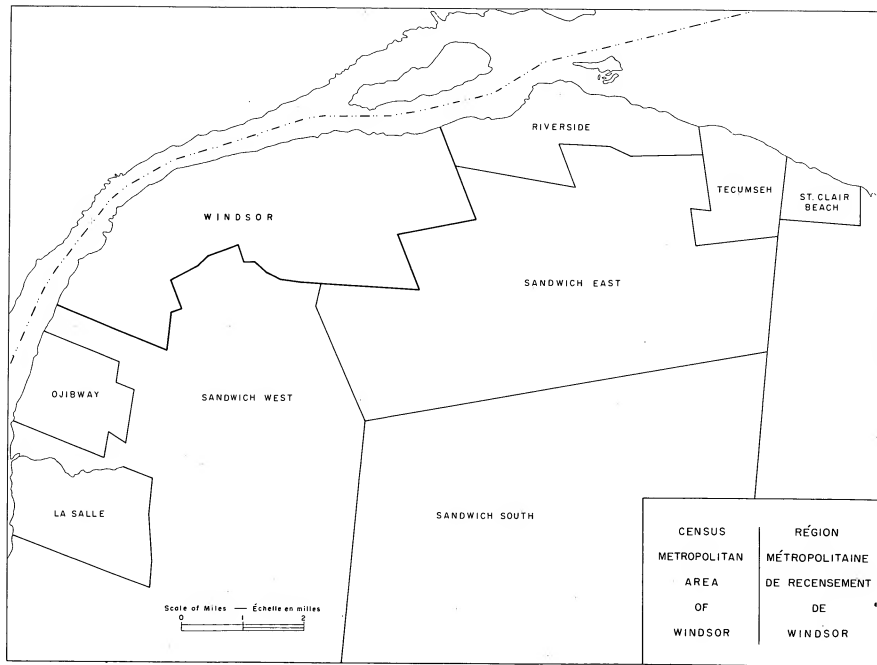 RIVERSIDE
TECUMSEH
ST. CLAIR
BEACH
WINDSOR
SANDWICH EAST
OJIBWAY
SANDWICH WEST
LA SALLE
SANDWICH SOUTH
Scale of Miles — Échelle en milles
0 1 2
CENSUS
METROPOLITAN
AREA
OF
WINDSOR
RÉGION
MÉTROPOLITAINE
DE RECENSEMENT
DE
WINDSOR